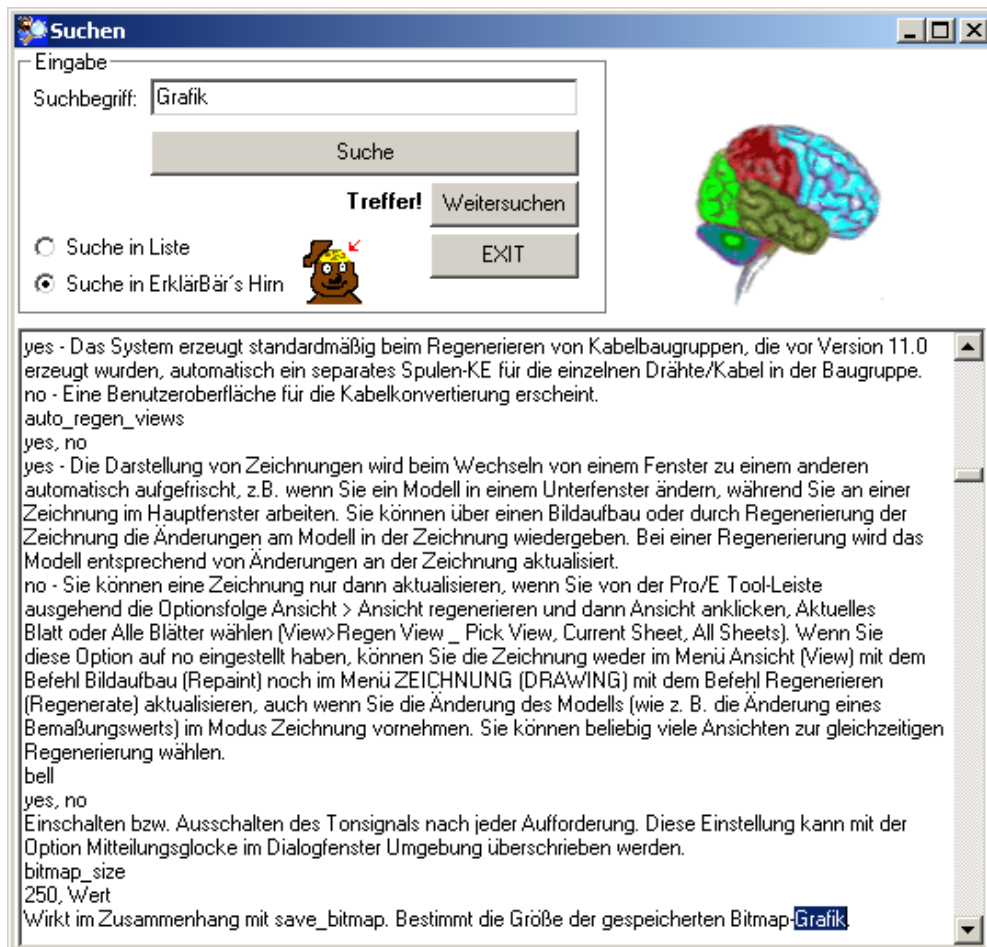 Suchen
Eingabe
Suchbegriff: Grafik
Suche
Treffer! Weitersuchen
Suche in Liste
EXIT
Suche in ErklärBär´s Hirn
yes - Das System erzeugt standardmäßig beim Regenerieren von Kabelbaugruppen, die vor Version 11.0
erzeugt wurden, automatisch ein separates Spulen-KE für die einzelnen Drähte/Kabel in der Baugruppe.
no - Eine Benutzeroberfläche für die Kabelkonvertierung erscheint.
auto_regen_views
yes, no
yes - Die Darstellung von Zeichnungen wird beim Wechseln von einem Fenster zu einem anderen
automatisch aufgefrischt, z.B. wenn Sie ein Modell in einem Unterfenster ändern, während Sie an einer
Zeichnung im Hauptfenster arbeiten. Sie können über einen Bildaufbau oder durch Regenerierung der
Zeichnung die Änderungen am Modell in der Zeichnung wiedergeben. Bei einer Regenerierung wird das
Modell entsprechend von Änderungen an der Zeichnung aktualisiert.
no - Sie können eine Zeichnung nur dann aktualisieren, wenn Sie von der Pro/E Tool-Leiste
ausgehend die Optionsfolge Ansicht > Ansicht regenerieren und dann Ansicht anklicken, Aktuelles
Blatt oder Alle Blätter wählen (View>Regen View _ Pick View, Current Sheet, All Sheets). Wenn Sie
diese Option auf no eingestellt haben, können Sie die Zeichnung weder im Menü Ansicht (View) mit dem
Befehl Bildaufbau (Repaint) noch im Menü ZEICHNUNG (DRAWING) mit dem Befehl Regenerieren
(Regenerate) aktualisieren, auch wenn Sie die Änderung des Modells (wie z. B. die Änderung eines
Bemaßungswerts) im Modus Zeichnung vornehmen. Sie können beliebig viele Ansichten zur gleichzeitigen
Regenerierung wählen.
bell
yes, no
Einschalten bzw. Ausschalten des Tonsignals nach jeder Aufforderung. Diese Einstellung kann mit der
Option Mitteilungsglocke im Dialogfenster Umgebung überschrieben werden.
bitmap_size
250, Wert
Wirkt im Zusammenhang mit save_bitmap. Bestimmt die Größe der gespeicherten Bitmap-Grafik.